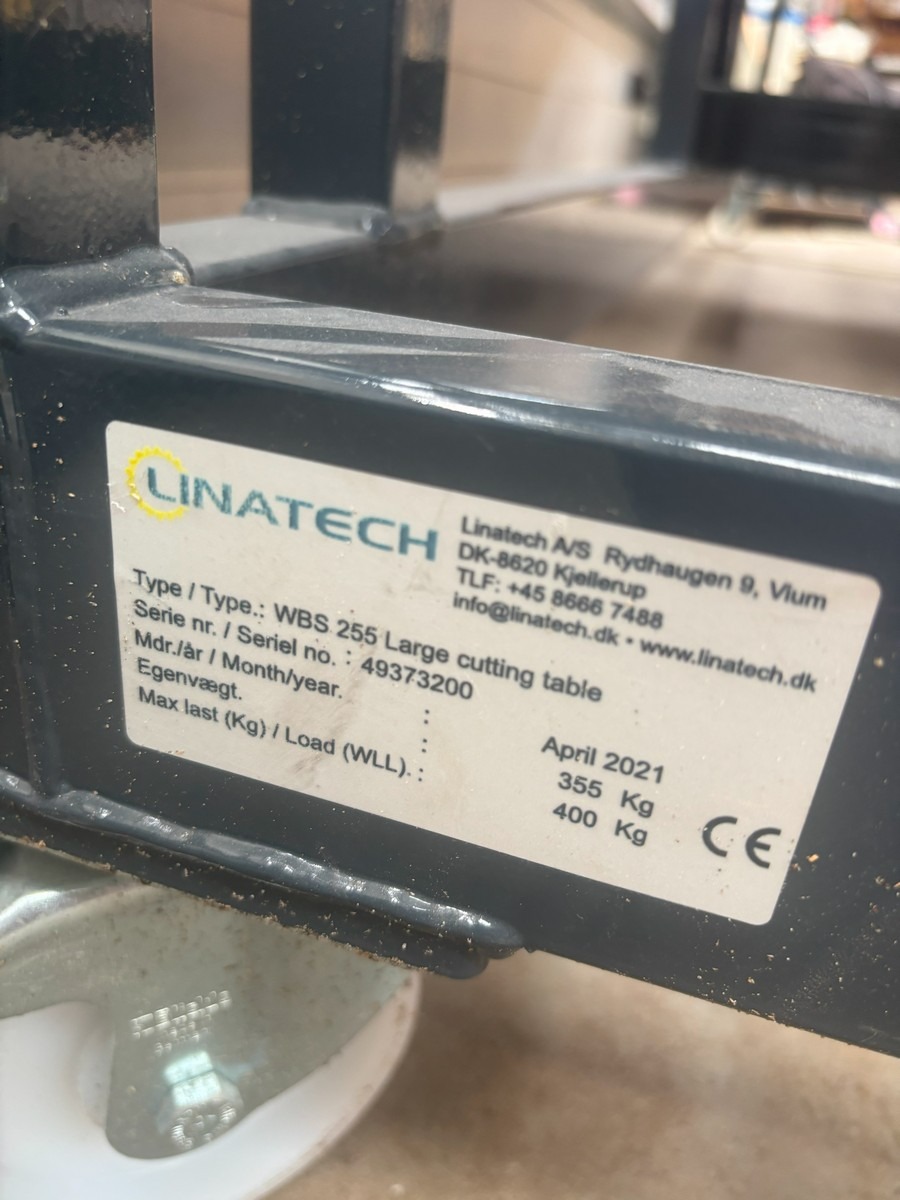 LINATECH
Linatech A/S Rydhaugen 9, Vium
DK-8620 Kjellerup
TLF: +45 8666 7488
info@linatech.dk • www.linatech.dk
Type / Type.: WBS 255 Large cutting table
Serie nr. / Seriel no. : 49373200
Mdr./år / Month/year. : April 2021
Egenvægt. : 355 Kg
Max last (Kg) / Load (WLL). : 400 Kg
CE